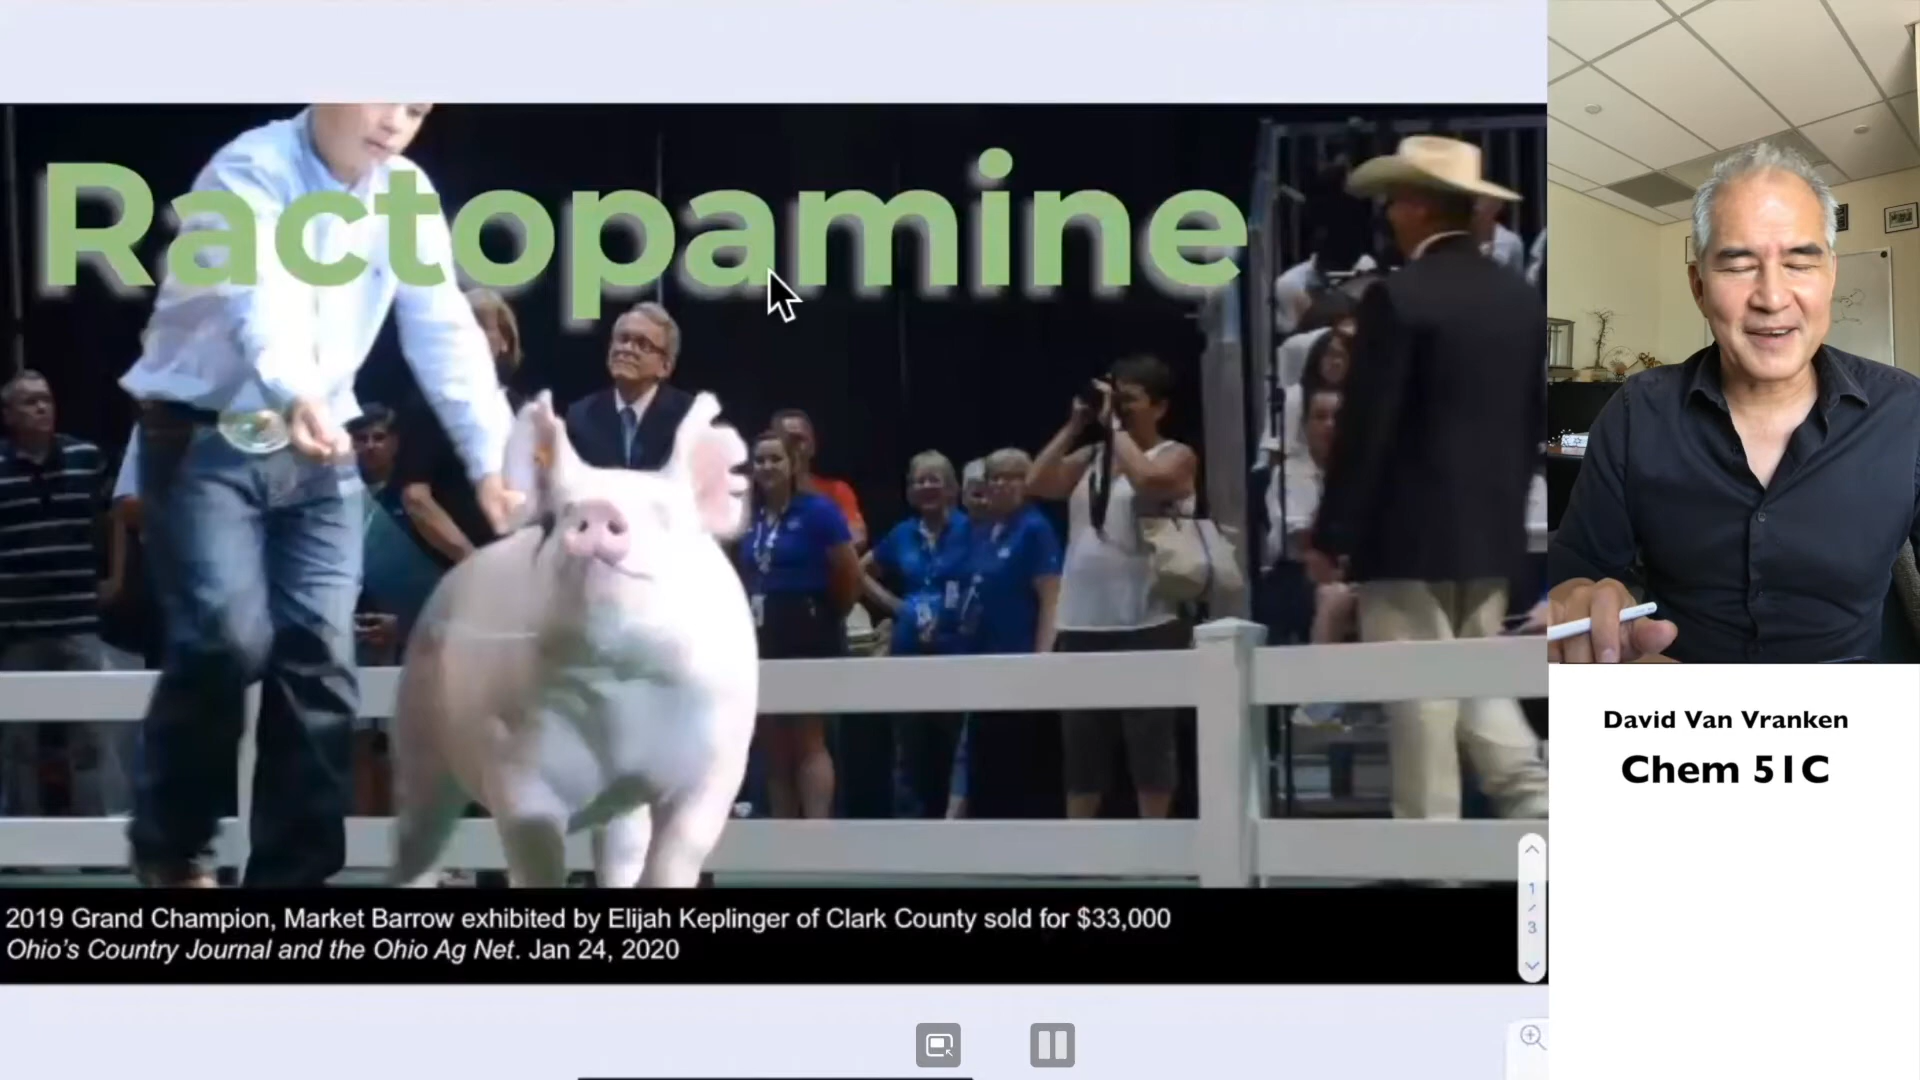 Ractopamine
2019 Grand Champion, Market Barrow exhibited by Elijah Keplinger of Clark County sold for $33,000
Ohio's Country Journal and the Ohio Ag Net. Jan 24, 2020
1
/
3
David Van Vranken
Chem 51C